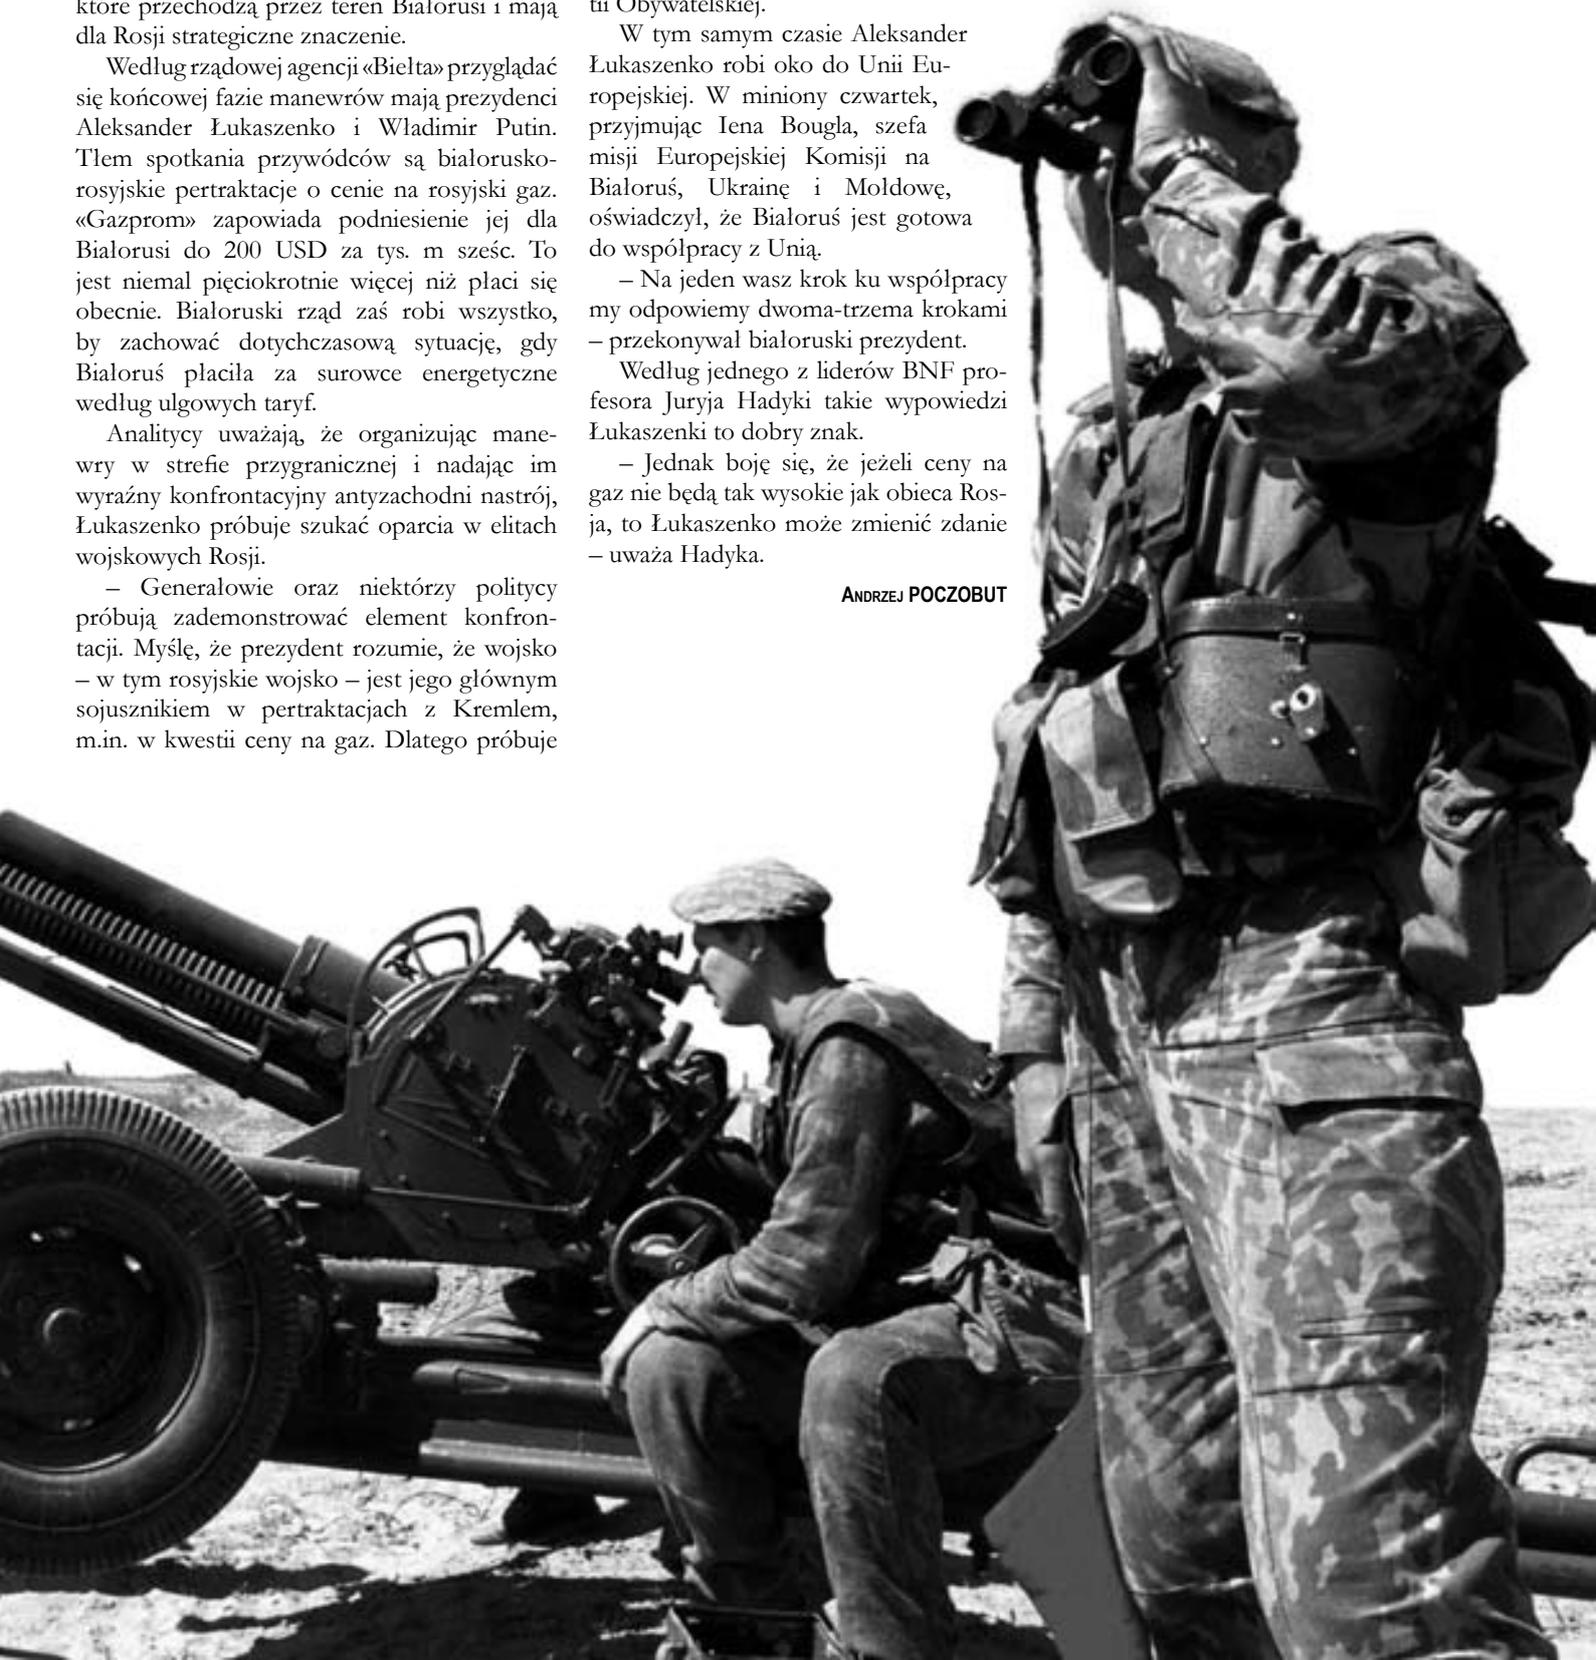 które przechodzą przez teren Białorusi i mają
dla Rosji strategiczne znaczenie.
Według rządowej agencji «Biełta» przyglądać
się końcowej fazie manewrów mają prezydenci
Aleksander Łukaszenko i Władimir Putin.
Tłem spotkania przywódców są białorusko-
rosyjskie pertraktacje o cenie na rosyjski gaz.
«Gazprom» zapowiada podniesienie jej dla
Białorusi do 200 USD za tys. m sześc. To
jest niemal pięciokrotnie więcej niż płaci się
obecnie. Białoruski rząd zaś robi wszystko,
by zachować dotychczasową sytuację, gdy
Białoruś płaciła za surowce energetyczne
według ulgowych taryf.
Analitycy uważają, że organizując mane-
wry w strefie przygranicznej i nadając im
wyraźny konfrontacyjny antyzachodni nastrój,
Łukaszenko próbuje szukać oparcia w elitach
wojskowych Rosji.
– Generałowie oraz niektórzy politycy
próbują zademonstrować element konfron-
tacji. Myślę, że prezydent rozumie, że wojsko
– w tym rosyjskie wojsko – jest jego głównym
sojusznikiem w pertraktacjach z Kremlem,
m.in. w kwestii ceny na gaz. Dlatego próbuje
tii Obywatelskiej.
W tym samym czasie Aleksander
Łukaszenko robi oko do Unii Eu-
ropejskiej. W miniony czwartek,
przyjmując Iena Bougla, szefa
misji Europejskiej Komisji na
Białoruś, Ukrainę i Mołdowę,
oświadczył, że Białoruś jest gotowa
do współpracy z Unią.
– Na jeden wasz krok ku współpracy
my odpowiemy dwoma-trzema krokami
– przekonywał białoruski prezydent.
Według jednego z liderów BNF pro-
fesora Juryja Hadyki takie wypowiedzi
Łukaszenki to dobry znak.
– Jednak boję się, że jeżeli ceny na
gaz nie będą tak wysokie jak obieca Ros-
ja, to Łukaszenko może zmienić zdanie
– uważa Hadyka.
Andrzej POCZOBUT